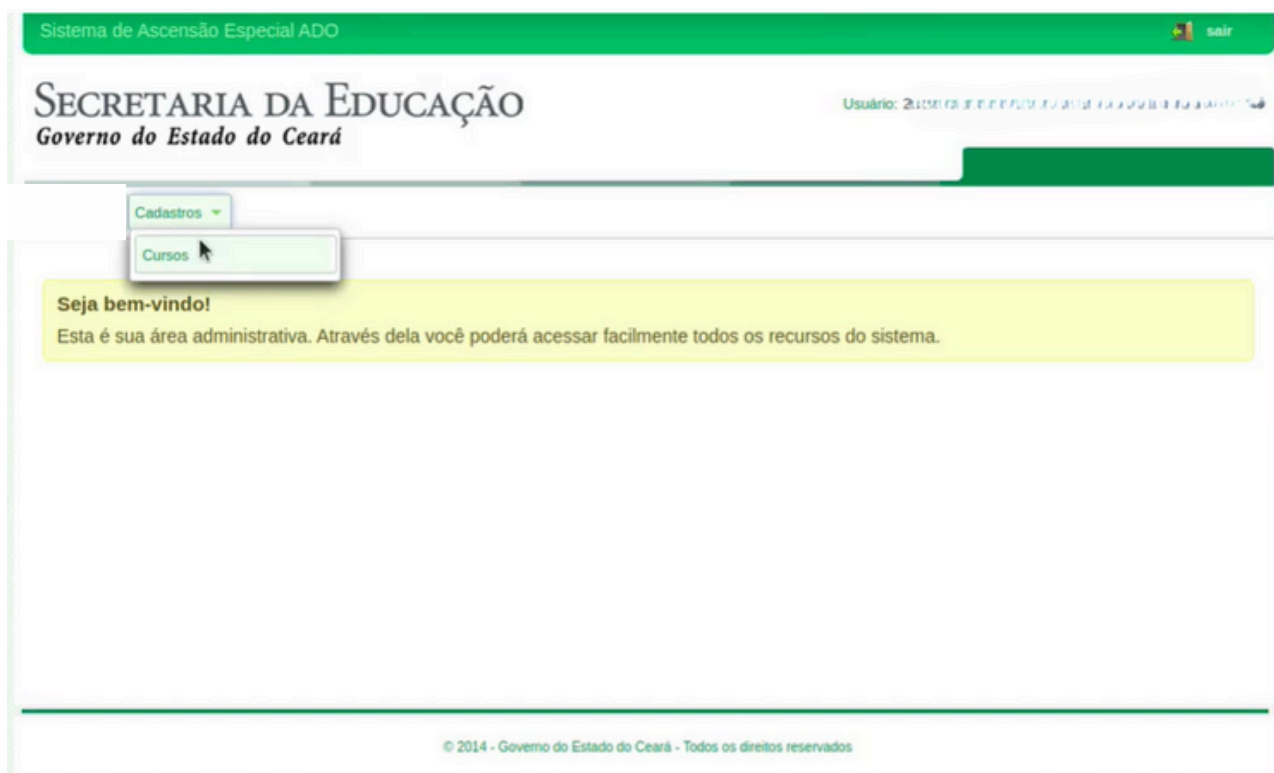 Sistema de Ascensão Especial ADO
sair
SECRETARIA DA EDUCAÇÃO
Governo do Estado do Ceará
Usuário:
Cadastros
Cursos
Seja bem-vindo!
Esta é sua área administrativa. Através dela você poderá acessar facilmente todos os recursos do sistema.
© 2014 - Governo do Estado do Ceará - Todos os direitos reservados